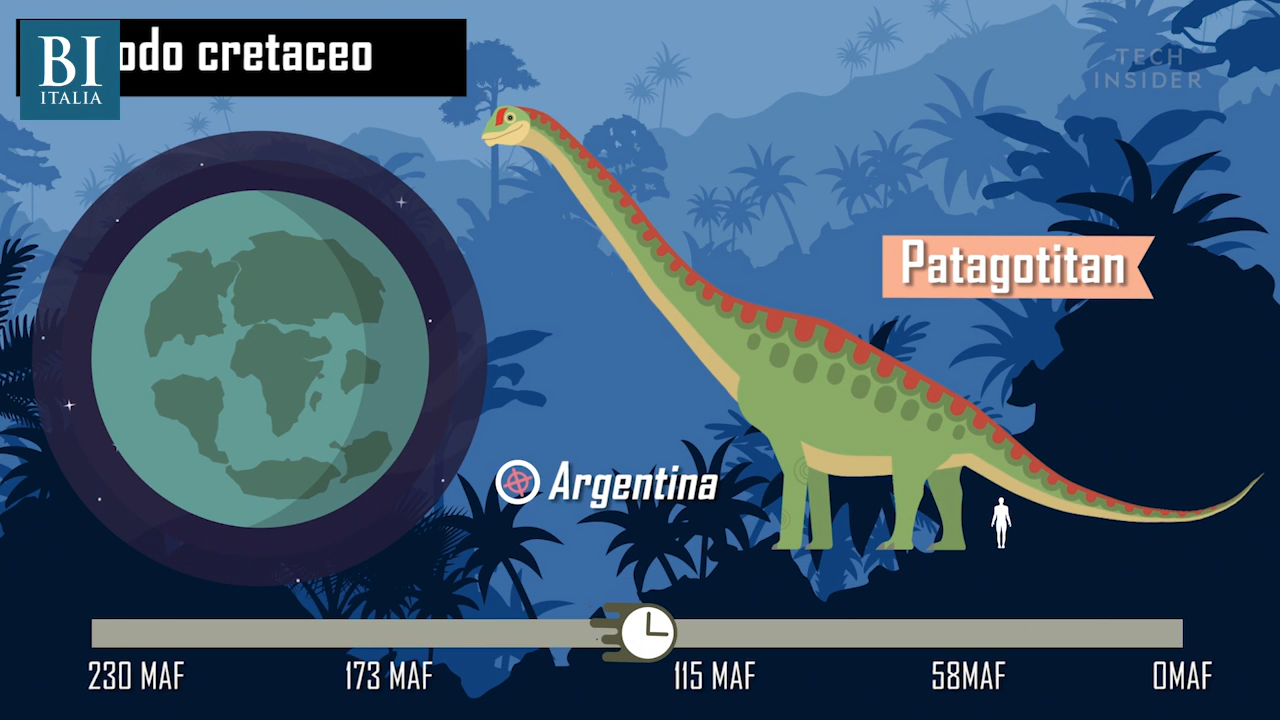 BI
ITALIA
odo cretaceo
TECH
INSIDER
Patagotitan
Argentina
230 MAF
173 MAF
115 MAF
58MAF
0MAF